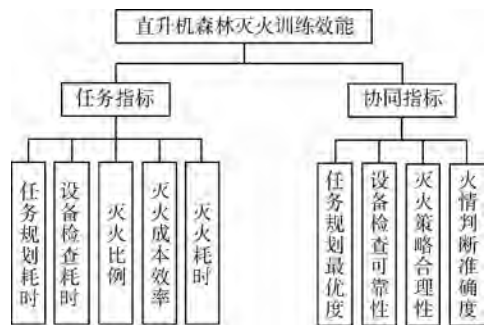 直升机森林灭火训练效能
任务指标
协同指标
任务规划耗时
设备检查耗时
灭火比例
灭火成本效率
灭火耗时
任务规划最优度
设备检查可靠性
灭火策略合理性
火情判断准确度